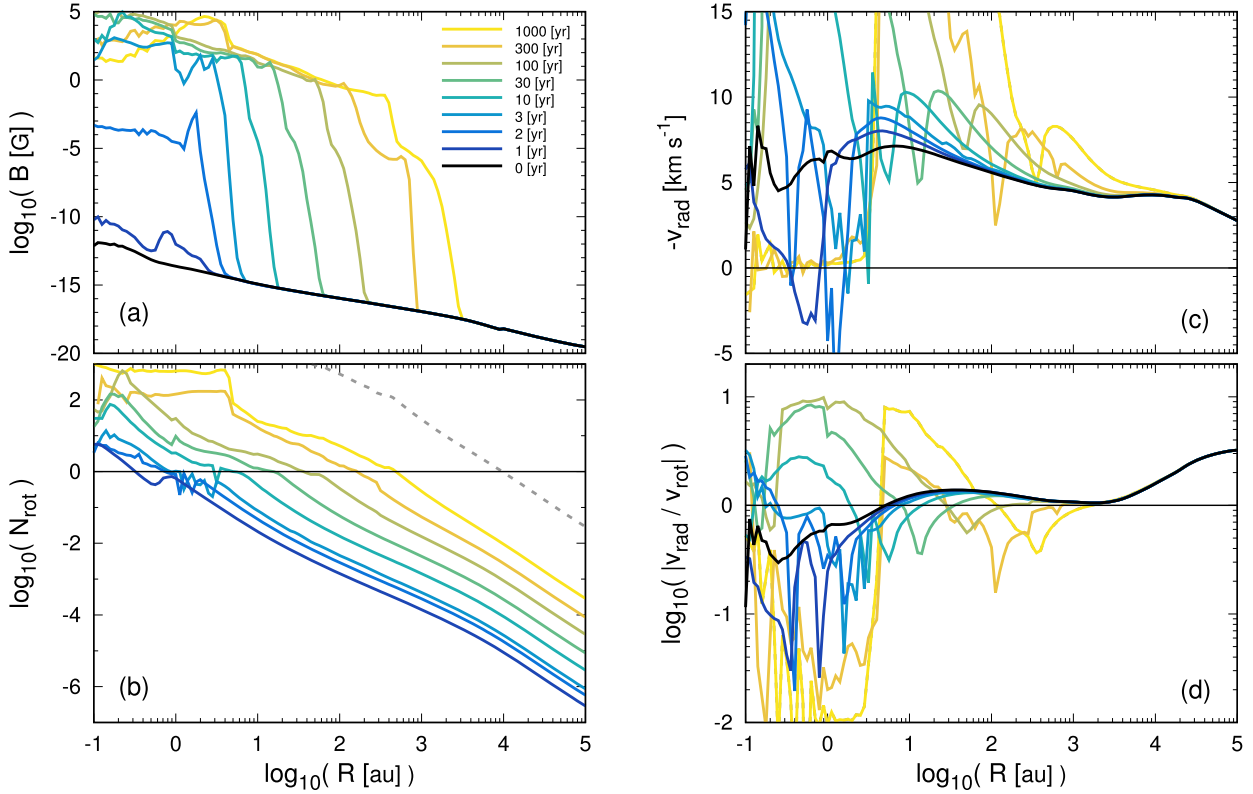 log10( B [G] )
5
0
-5
-10
-15
-20
1000 [yr]
300 [yr]
100 [yr]
30 [yr]
10 [yr]
3 [yr]
2 [yr]
1 [yr]
0 [yr]
(a)
log10( Nrot )
2
0
-2
-4
-6
(b)
-1 0 1 2 3 4 5
log10( R [au] )
-vrad [km s-1]
15
10
5
0
-5
(c)
log10( |vrad / vrot| )
1
0
-1
-2
(d)
-1 0 1 2 3 4 5
log10( R [au] )